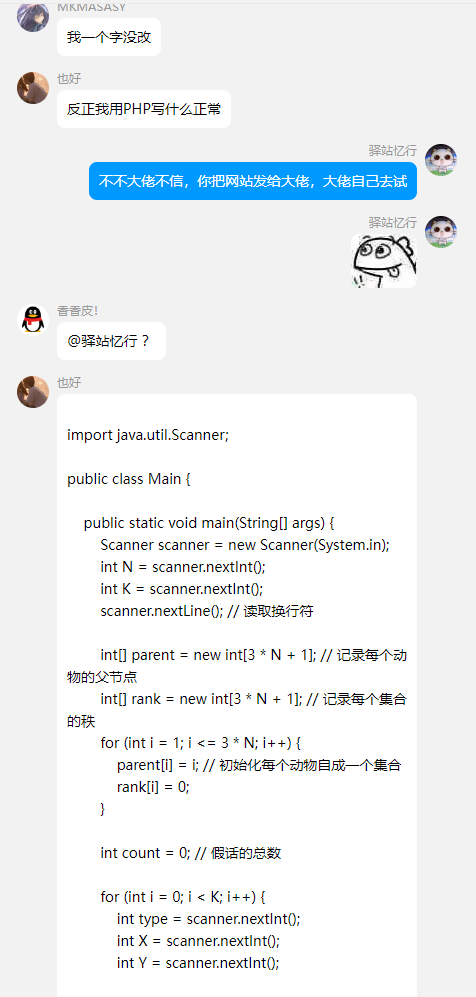 MKMASASY
我一个字没改
也好
反正我用PHP写什么正常
驿站忆行
不不大佬不信，你把网站发给大佬，大佬自己去试
驿站忆行
香香皮！
@驿站忆行？
也好
import java.util.Scanner;
public class Main {
public static void main(String[] args) {
Scanner scanner = new Scanner(System.in);
int N = scanner.nextInt();
int K = scanner.nextInt();
scanner.nextLine(); // 读取换行符
int[] parent = new int[3 * N + 1]; // 记录每个动
物的父节点
int[] rank = new int[3 * N + 1]; // 记录每个集合
的秩
for (int i = 1; i <= 3 * N; i++) {
parent[i] = i; // 初始化每个动物自成一个集合
rank[i] = 0;
}
int count = 0; // 假话的总数
for (int i = 0; i < K; i++) {
int type = scanner.nextInt();
int X = scanner.nextInt();
int Y = scanner.nextInt();